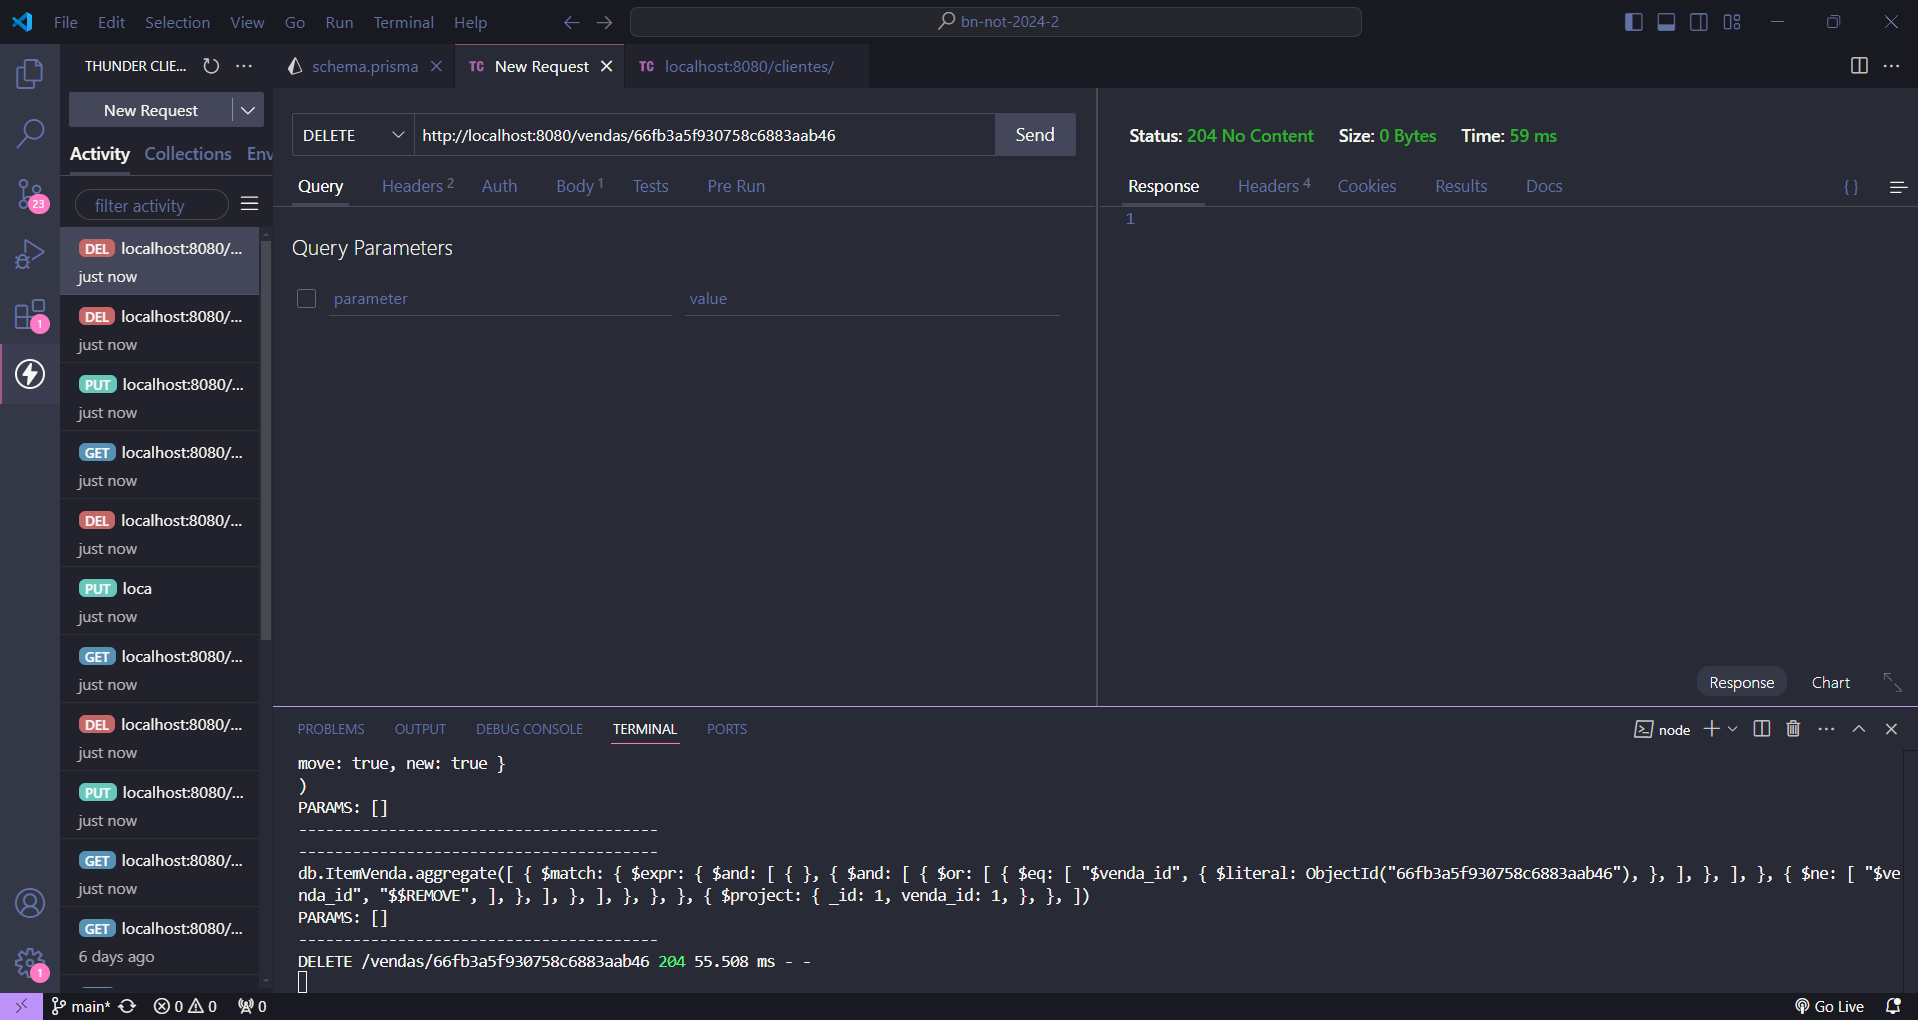 File Edit Selection View Go Run Terminal Help
bn-not-2024-2
THUNDER CLIE...
schema.prisma
TC New Request
TC localhost:8080/clientes/
New Request
Activity Collections Env
filter activity
DEL localhost:8080/...
just now
DEL localhost:8080/...
just now
PUT localhost:8080/...
just now
GET localhost:8080/...
just now
DEL localhost:8080/...
just now
PUT loca
just now
GET localhost:8080/...
just now
DEL localhost:8080/...
just now
PUT localhost:8080/...
just now
GET localhost:8080/...
just now
GET localhost:8080/...
6 days ago
23
1
1
DELETE http://localhost:8080/vendas/66fb3a5f930758c6883aab46 Send
Query Headers 2 Auth Body 1 Tests Pre Run
Query Parameters
parameter value
Status: 204 No Content Size: 0 Bytes Time: 59 ms
Response Headers 4 Cookies Results Docs { }
1
Response Chart
PROBLEMS OUTPUT DEBUG CONSOLE TERMINAL PORTS
node
move: true, new: true }
)
PARAMS: []
----------------------------------------
----------------------------------------
db.ItemVenda.aggregate([ { $match: { $expr: { $and: [ { }, { $and: [ { $or: [ { $eq: [ "$venda_id", { $literal: ObjectId("66fb3a5f930758c6883aab46"), }, ], }, ], }, { $ne: [ "$ve
nda_id", "$$REMOVE", ], }, ], }, ], }, }, }, { $project: { _id: 1, venda_id: 1, }, }, ])
PARAMS: []
----------------------------------------
DELETE /vendas/66fb3a5f930758c6883aab46 204 55.508 ms - -
main* 0 0 0
Go Live